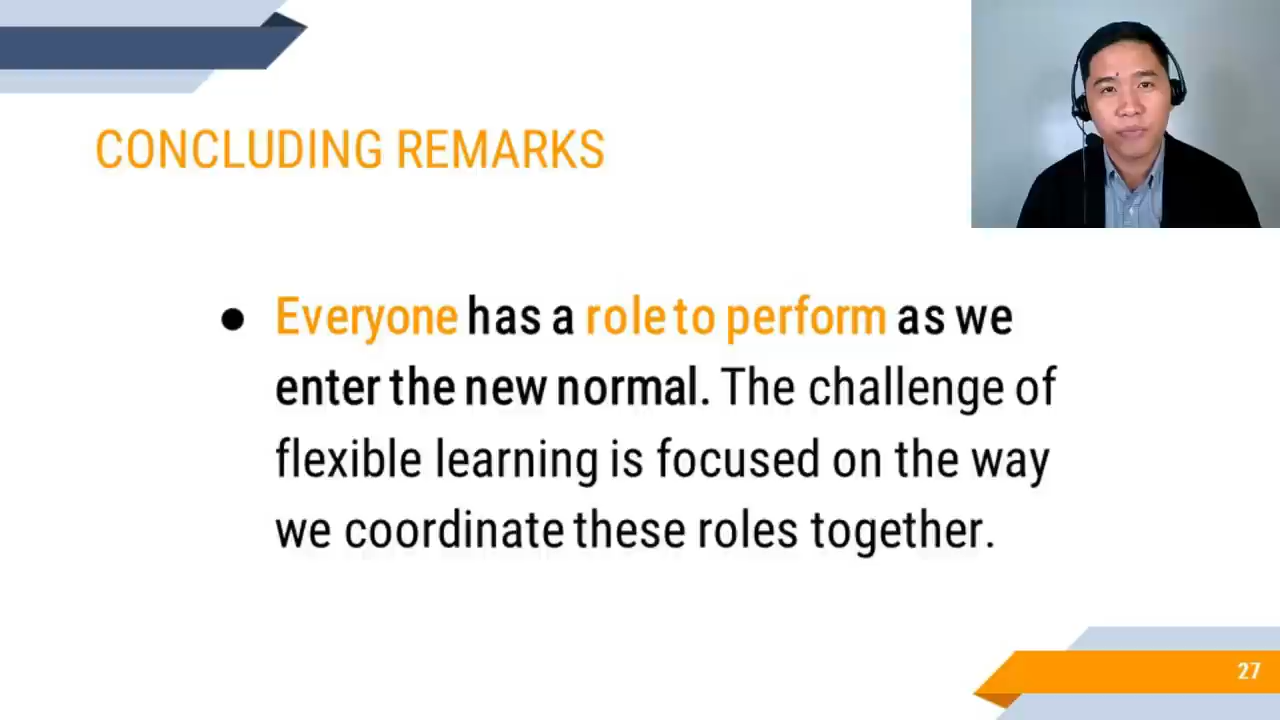 CONCLUDING REMARKS
● Everyone has a role to perform as we
enter the new normal. The challenge of
flexible learning is focused on the way
we coordinate these roles together.
27